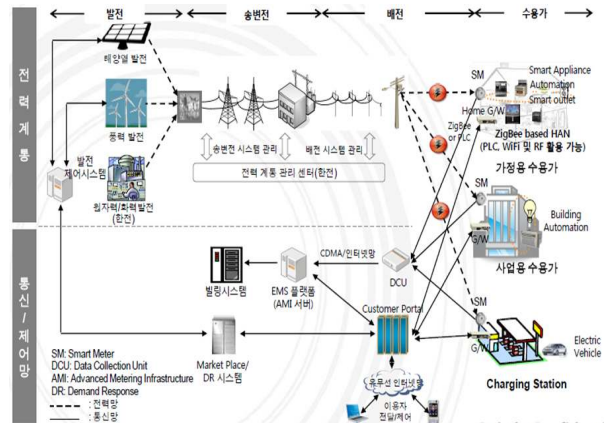 발전
송변전
배전
수용가
전력계통
태양열 발전
풍력 발전
발전
제어시스템
원자력/화력발전
(한전)
송변전 시스템 관리
배전 시스템 관리
전력 계통 관리 센터(한전)
ZigBee
or PLC
SM
Smart Appliance
Automation
Smart outlet
Home G/W
ZigBee based HAN
(PLC, WiFi 및 RF 활용 가능)
가정용 수용가
SM
Building
Automation
G/W
사업용 수용가
통신/제어망
CDMA/인터넷망
DCU
빌링시스템
EMS 플랫폼
(AMI 서버)
Customer Portal
SM
G/W
Electric
Vehicle
Charging Station
Market Place/
DR 시스템
유무선 인터넷망
이용자
전달/제어
SM: Smart Meter
DCU: Data Collection Unit
AMI: Advanced Metering Infrastructure
DR: Demand Response
: 전력망
: 통신망